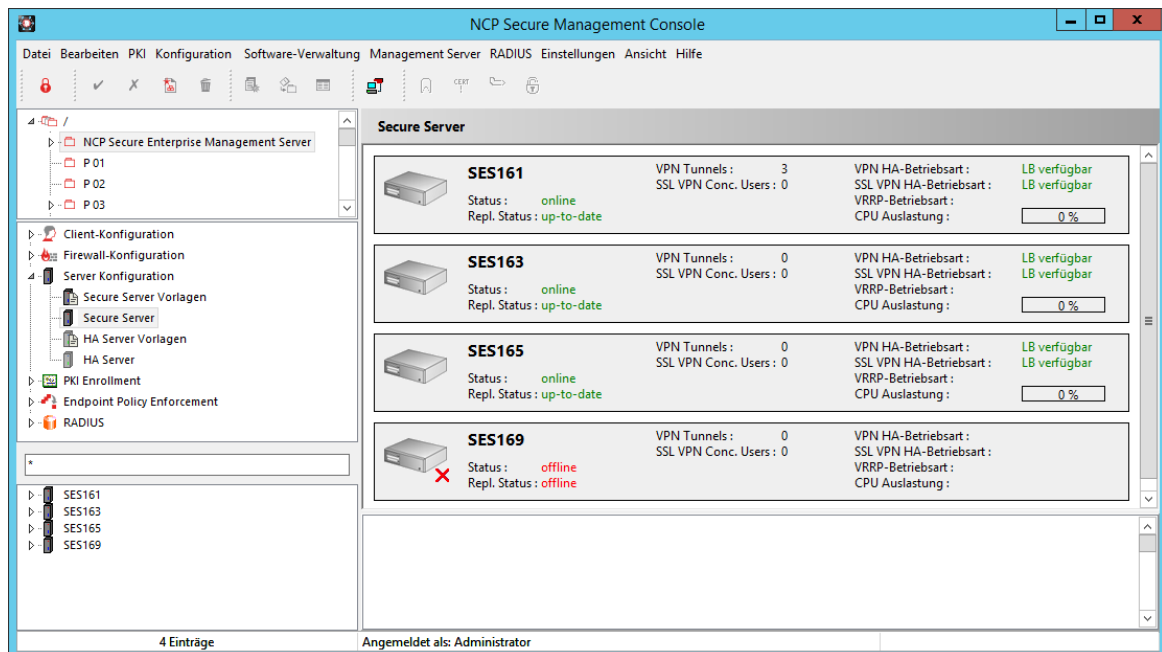 NCP Secure Management Console
Datei Bearbeiten PKI Konfiguration Software-Verwaltung Management Server RADIUS Einstellungen Ansicht Hilfe
CERT
/
NCP Secure Enterprise Management Server
P 01
P 02
P 03
Client-Konfiguration
Firewall-Konfiguration
Server Konfiguration
Secure Server Vorlagen
Secure Server
HA Server Vorlagen
HA Server
PKI Enrollment
Endpoint Policy Enforcement
RADIUS
*
SES161
SES163
SES165
SES169
4 Einträge
Secure Server
SES161
Status : online
Repl. Status : up-to-date
VPN Tunnels : 3
SSL VPN Conc. Users : 0
VPN HA-Betriebsart : LB verfügbar
SSL VPN HA-Betriebsart : LB verfügbar
VRRP-Betriebsart :
CPU Auslastung : 0 %
SES163
Status : online
Repl. Status : up-to-date
VPN Tunnels : 0
SSL VPN Conc. Users : 0
VPN HA-Betriebsart : LB verfügbar
SSL VPN HA-Betriebsart : LB verfügbar
VRRP-Betriebsart :
CPU Auslastung : 0 %
SES165
Status : online
Repl. Status : up-to-date
VPN Tunnels : 0
SSL VPN Conc. Users : 0
VPN HA-Betriebsart : LB verfügbar
SSL VPN HA-Betriebsart : LB verfügbar
VRRP-Betriebsart :
CPU Auslastung : 0 %
SES169
Status : offline
Repl. Status : offline
VPN Tunnels : 0
SSL VPN Conc. Users : 0
VPN HA-Betriebsart :
SSL VPN HA-Betriebsart :
VRRP-Betriebsart :
CPU Auslastung :
Angemeldet als: Administrator